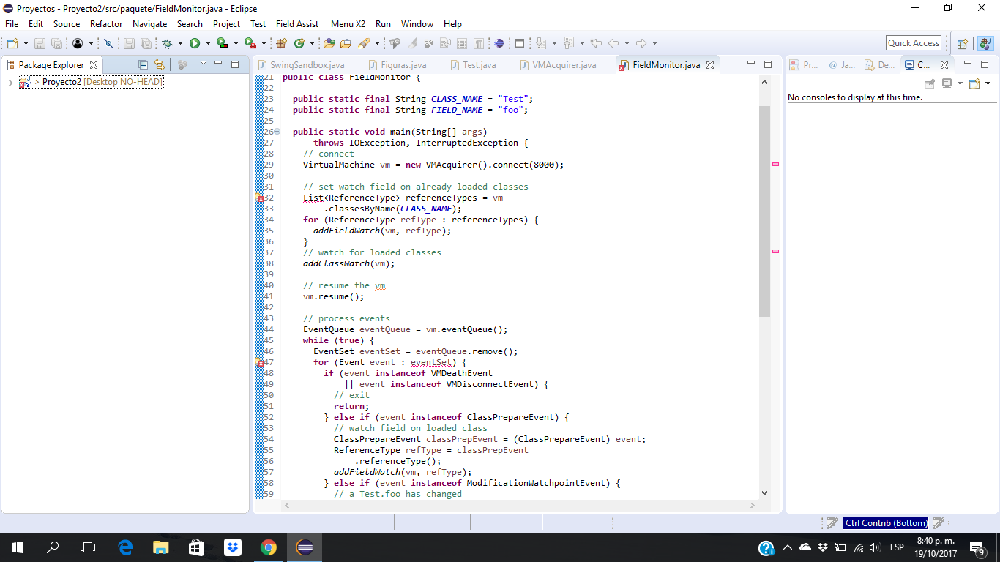 Proyectos - Proyecto2/src/paquete/FieldMonitor.java - Eclipse
File Edit Source Refactor Navigate Search Project Test Field Assist Menu X2 Run Window Help
Quick Access
Package Explorer
> Proyecto2 [Desktop NO-HEAD]
SwingSandbox.java Figuras.java Test.java VMAcquirer.java FieldMonitor.java
21 public class FieldMonitor {
22
23 public static final String CLASS_NAME = "Test";
24 public static final String FIELD_NAME = "foo";
25
26 public static void main(String[] args)
27 throws IOException, InterruptedException {
28 // connect
29 VirtualMachine vm = new VMAcquirer().connect(8000);
30
31 // set watch field on already loaded classes
32 List<ReferenceType> referenceTypes = vm
33 .classesByName(CLASS_NAME);
34 for (ReferenceType refType : referenceTypes) {
35 addFieldWatch(vm, refType);
36 }
37 // watch for loaded classes
38 addClassWatch(vm);
39
40 // resume the vm
41 vm.resume();
42
43 // process events
44 EventQueue eventQueue = vm.eventQueue();
45 while (true) {
46 EventSet eventSet = eventQueue.remove();
47 for (Event event : eventSet) {
48 if (event instanceof VMDeathEvent
49 || event instanceof VMDisconnectEvent) {
50 // exit
51 return;
52 } else if (event instanceof ClassPrepareEvent) {
53 // watch field on loaded class
54 ClassPrepareEvent classPrepEvent = (ClassPrepareEvent) event;
55 ReferenceType refType = classPrepEvent
56 .referenceType();
57 addFieldWatch(vm, refType);
58 } else if (event instanceof ModificationWatchpointEvent) {
59 // a Test.foo has changed
Pr... Ja... De... C...
No consoles to display at this time.
Ctrl Contrib (Bottom)
ESP
8:40 p. m.
19/10/2017
9